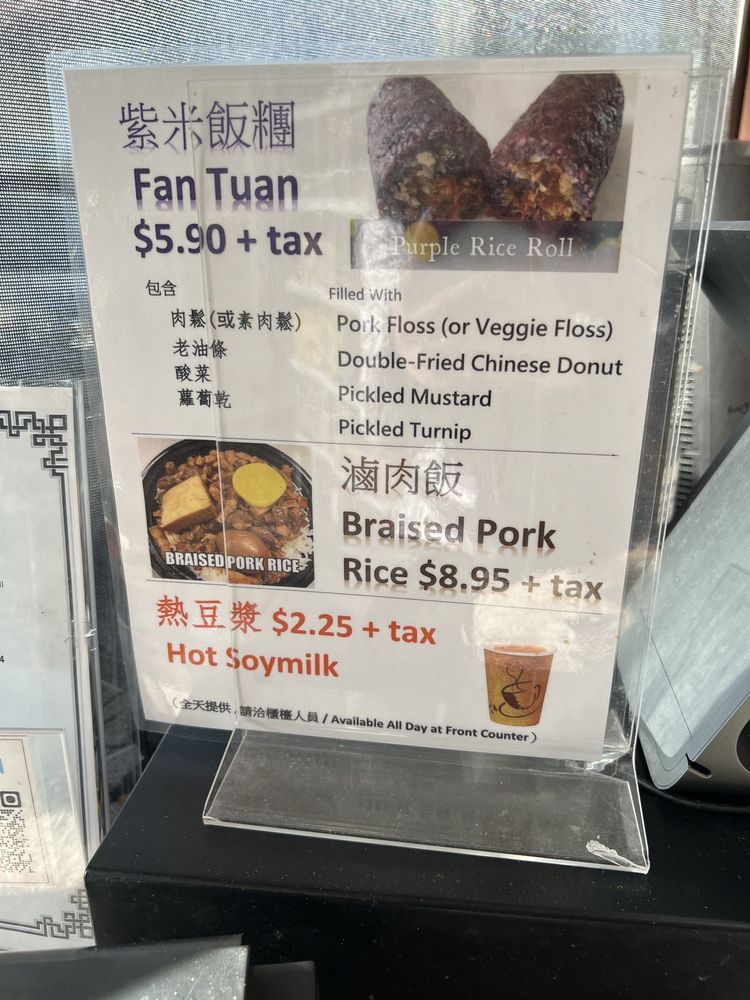 紫米飯糰
Fan Tuan
$5.90 + tax
Purple Rice Roll
包含
肉鬆(或素肉鬆)
老油條
酸菜
蘿蔔乾
Filled With
Pork Floss (or Veggie Floss)
Double-Fried Chinese Donut
Pickled Mustard
Pickled Turnip
BRAISED PORK RICE
滷肉飯
Braised Pork
Rice $8.95 + tax
熱豆漿 $2.25 + tax
Hot Soymilk
(全天提供, 請洽櫃檯人員 / Available All Day at Front Counter)